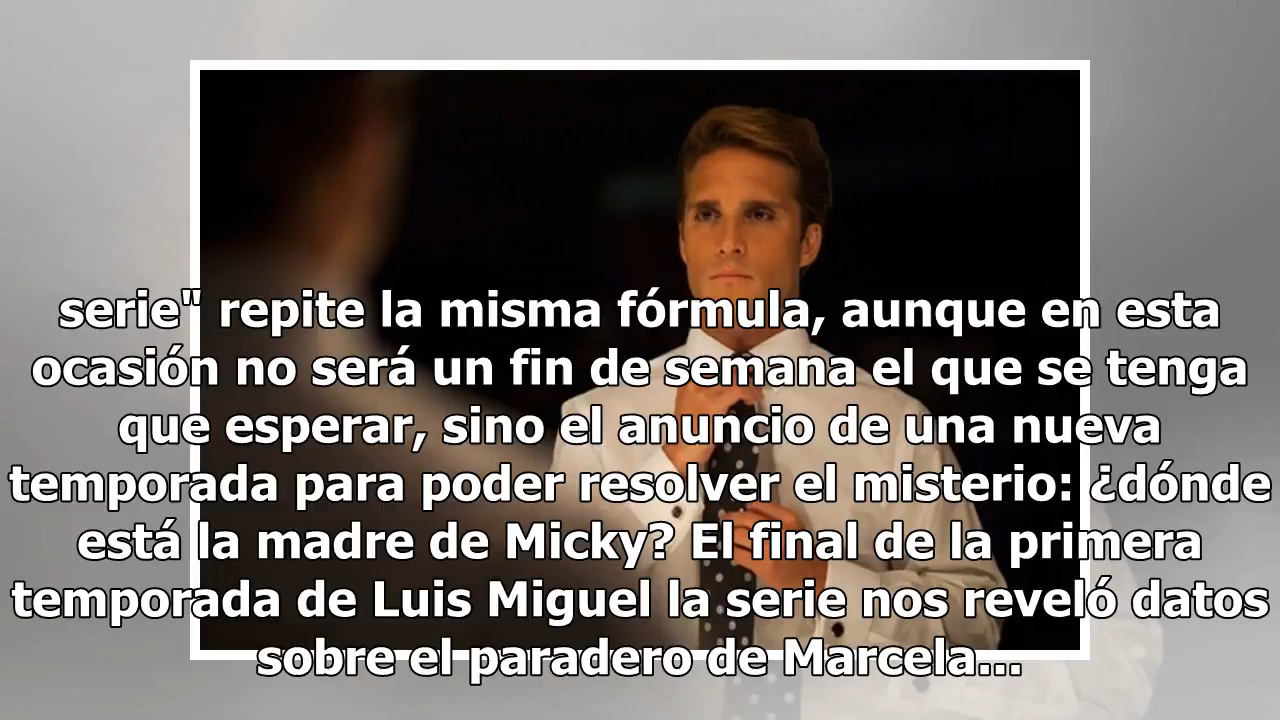 serie" repite la misma fórmula, aunque en esta
ocasión no será un fin de semana el que se tenga
que esperar, sino el anuncio de una nueva
temporada para poder resolver el misterio: ¿dónde
está la madre de Micky? El final de la primera
temporada de Luis Miguel la serie nos reveló datos
sobre el paradero de Marcela...